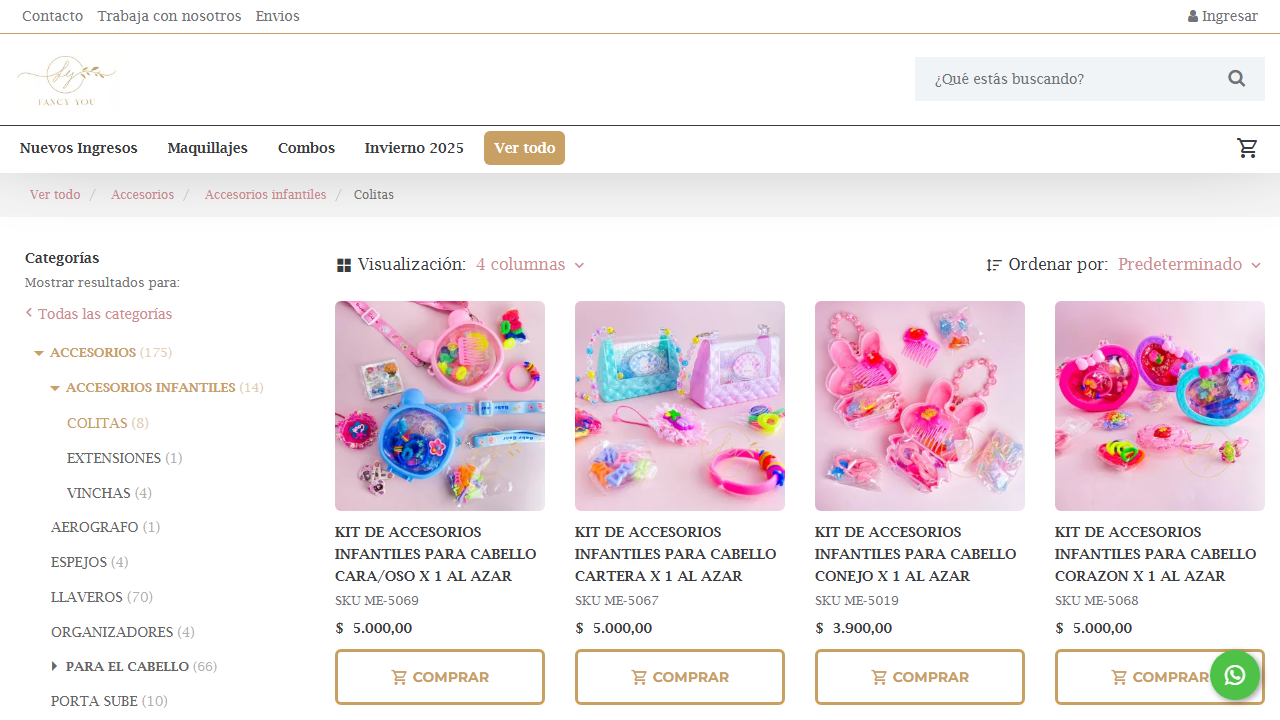 Contacto Trabaja con nosotros Envios Ingresar
FANCY YOU
¿Qué estás buscando?
Nuevos Ingresos Maquillajes Combos Invierno 2025 Ver todo
Ver todo / Accesorios / Accesorios infantiles / Colitas
Categorías
Mostrar resultados para:
Todas las categorías
ACCESORIOS (175)
ACCESORIOS INFANTILES (14)
COLITAS (8)
EXTENSIONES (1)
VINCHAS (4)
AEROGRAFO (1)
ESPEJOS (4)
LLAVEROS (70)
ORGANIZADORES (4)
PARA EL CABELLO (66)
PORTA SUBE (10)
Visualización: 4 columnas
Ordenar por: Predeterminado
KIT DE ACCESORIOS
INFANTILES PARA CABELLO
CARA/OSO X 1 AL AZAR
SKU ME-5069
$ 5.000,00
COMPRAR
KIT DE ACCESORIOS
INFANTILES PARA CABELLO
CARTERA X 1 AL AZAR
SKU ME-5067
$ 5.000,00
COMPRAR
KIT DE ACCESORIOS
INFANTILES PARA CABELLO
CONEJO X 1 AL AZAR
SKU ME-5019
$ 3.900,00
COMPRAR
KIT DE ACCESORIOS
INFANTILES PARA CABELLO
CORAZON X 1 AL AZAR
SKU ME-5068
$ 5.000,00
COMPRAR